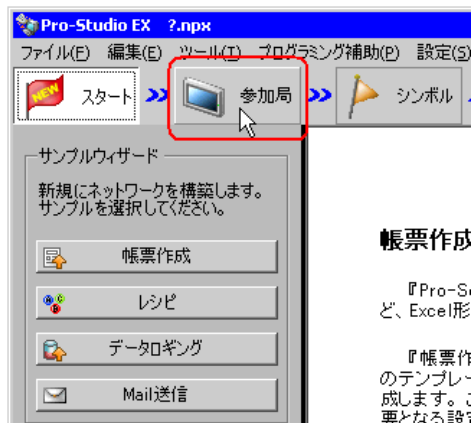 Pro-Studio EX ?.npx
ファイル(F) 編集(E) ツール(T) プログラミング補助(P) 設定(S)
NEW スタート 参加局 シンボル
サンプルウィザード
新規にネットワークを構築します。
サンプルを選択してください。
帳票作成
レシピ
データロギング
Mail送信
帳票作成
『Pro-S
ど、Excel形
『帳票作
のテンプレー
成します。
要となる設定